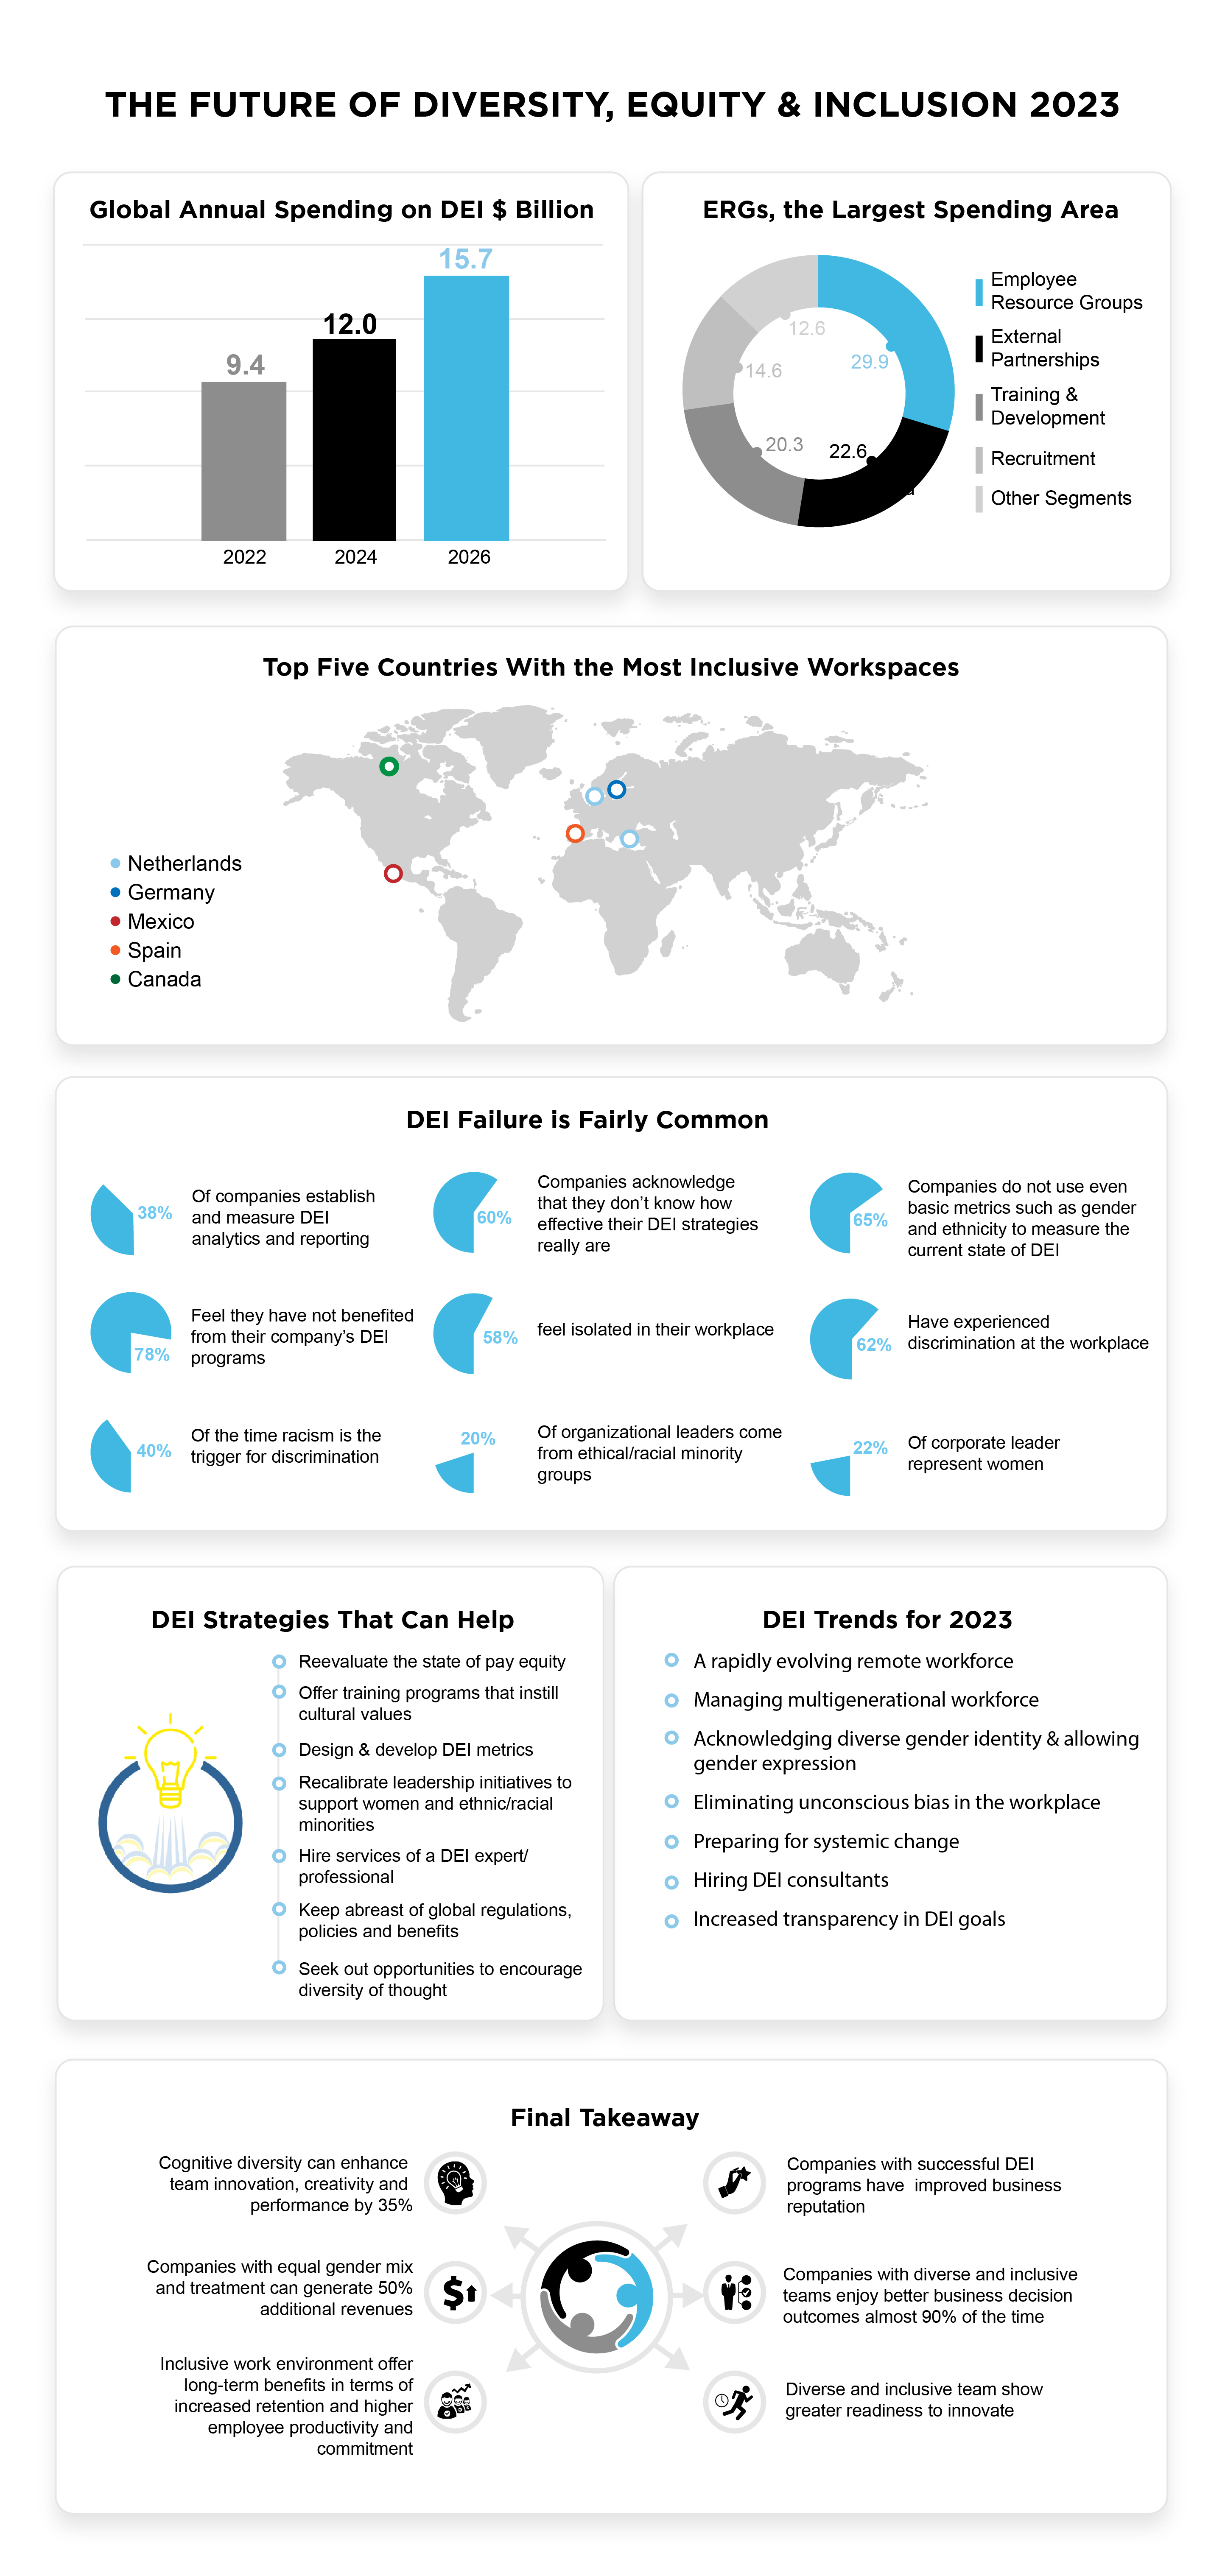 THE FUTURE OF DIVERSITY, EQUITY & INCLUSION 2023
Global Annual Spending on DEI $ Billion
15.7
12.0
9.4
2022
2024
2026
ERGs, the Largest Spending Area
12.6
29.9
14.6
20.3
22.6
Employee
Resource Groups
External
Partnerships
Training &
Development
Recruitment
Other Segments
Top Five Countries With the Most Inclusive Workspaces
Netherlands
Germany
Mexico
Spain
Canada
DEI Failure is Fairly Common
38%
Of companies establish
and measure DEI
analytics and reporting
60%
Companies acknowledge
that they don’t know how
effective their DEI strategies
really are
65%
Companies do not use even
basic metrics such as gender
and ethnicity to measure the
current state of DEI
78%
Feel they have not benefited
from their company’s DEI
programs
58%
feel isolated in their workplace
62%
Have experienced
discrimination at the workplace
40%
Of the time racism is the
trigger for discrimination
20%
Of organizational leaders come
from ethical/racial minority
groups
22%
Of corporate leader
represent women
DEI Strategies That Can Help
Reevaluate the state of pay equity
Offer training programs that instill
cultural values
Design & develop DEI metrics
Recalibrate leadership initiatives to
support women and ethnic/racial
minorities
Hire services of a DEI expert/
professional
Keep abreast of global regulations,
policies and benefits
Seek out opportunities to encourage
diversity of thought
DEI Trends for 2023
A rapidly evolving remote workforce
Managing multigenerational workforce
Acknowledging diverse gender identity & allowing
gender expression
Eliminating unconscious bias in the workplace
Preparing for systemic change
Hiring DEI consultants
Increased transparency in DEI goals
Final Takeaway
Cognitive diversity can enhance
team innovation, creativity and
performance by 35%
Companies with equal gender mix
and treatment can generate 50%
additional revenues
$
Inclusive work environment offer
long-term benefits in terms of
increased retention and higher
employee productivity and
commitment
Companies with successful DEI
programs have improved business
reputation
Companies with diverse and inclusive
teams enjoy better business decision
outcomes almost 90% of the time
Diverse and inclusive team show
greater readiness to innovate